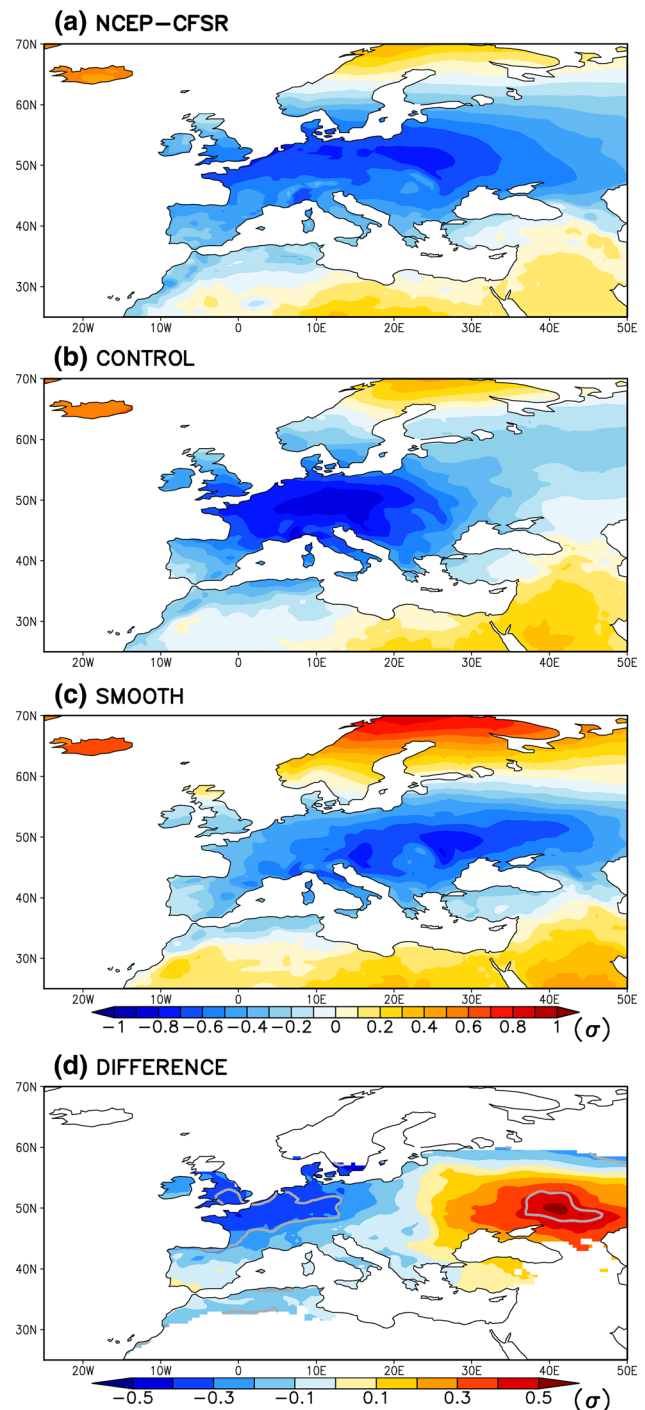 (a) NCEP–CFSR
70N
60N
50N
40N
30N
20W 10W 0 10E 20E 30E 40E 50E
(b) CONTROL
70N
60N
50N
40N
30N
20W 10W 0 10E 20E 30E 40E 50E
(c) SMOOTH
70N
60N
50N
40N
30N
20W 10W 0 10E 20E 30E 40E 50E
−1 −0.8 −0.6 −0.4 −0.2 0 0.2 0.4 0.6 0.8 1 (σ)
(d) DIFFERENCE
70N
60N
50N
40N
30N
20W 10W 0 10E 20E 30E 40E 50E
−0.5 −0.3 −0.1 0.1 0.3 0.5 (σ)